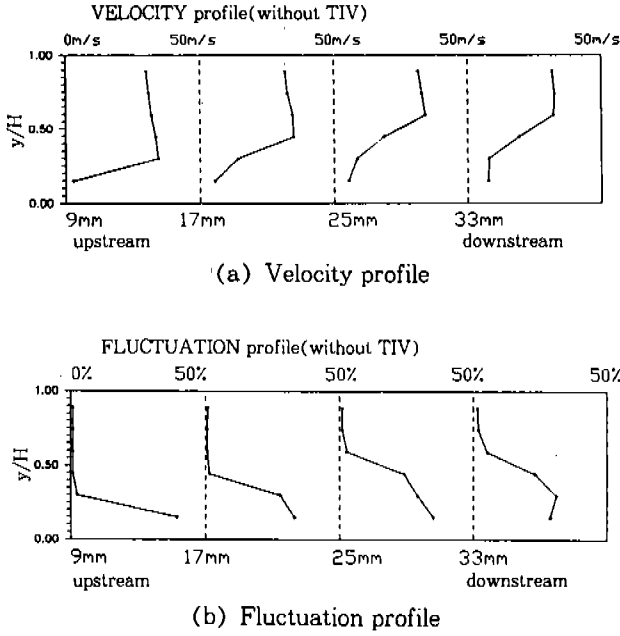 VELOCITY profile(without TIV)
0m/s 50m/s 50m/s 50m/s 50m/s
1.00
0.50
0.00
y/H
9mm 17mm 25mm 33mm
upstream downstream
(a) Velocity profile
FLUCTUATION profile(without TIV)
0% 50% 50% 50% 50%
1.00
0.50
0.00
y/H
9mm 17mm 25mm 33mm
upstream downstream
(b) Fluctuation profile